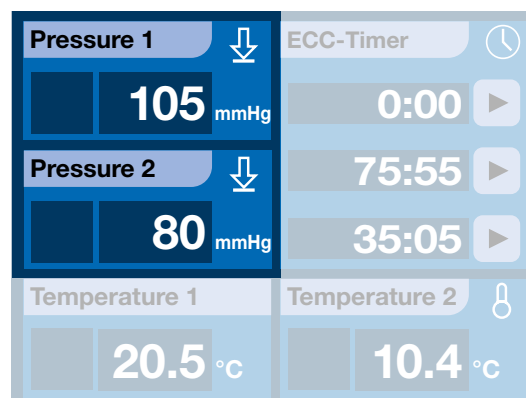 Pressure 1
105 mmHg
Pressure 2
80 mmHg
ECC-Timer
0:00
75:55
35:05
Temperature 1
20.5 °C
Temperature 2
10.4 °C